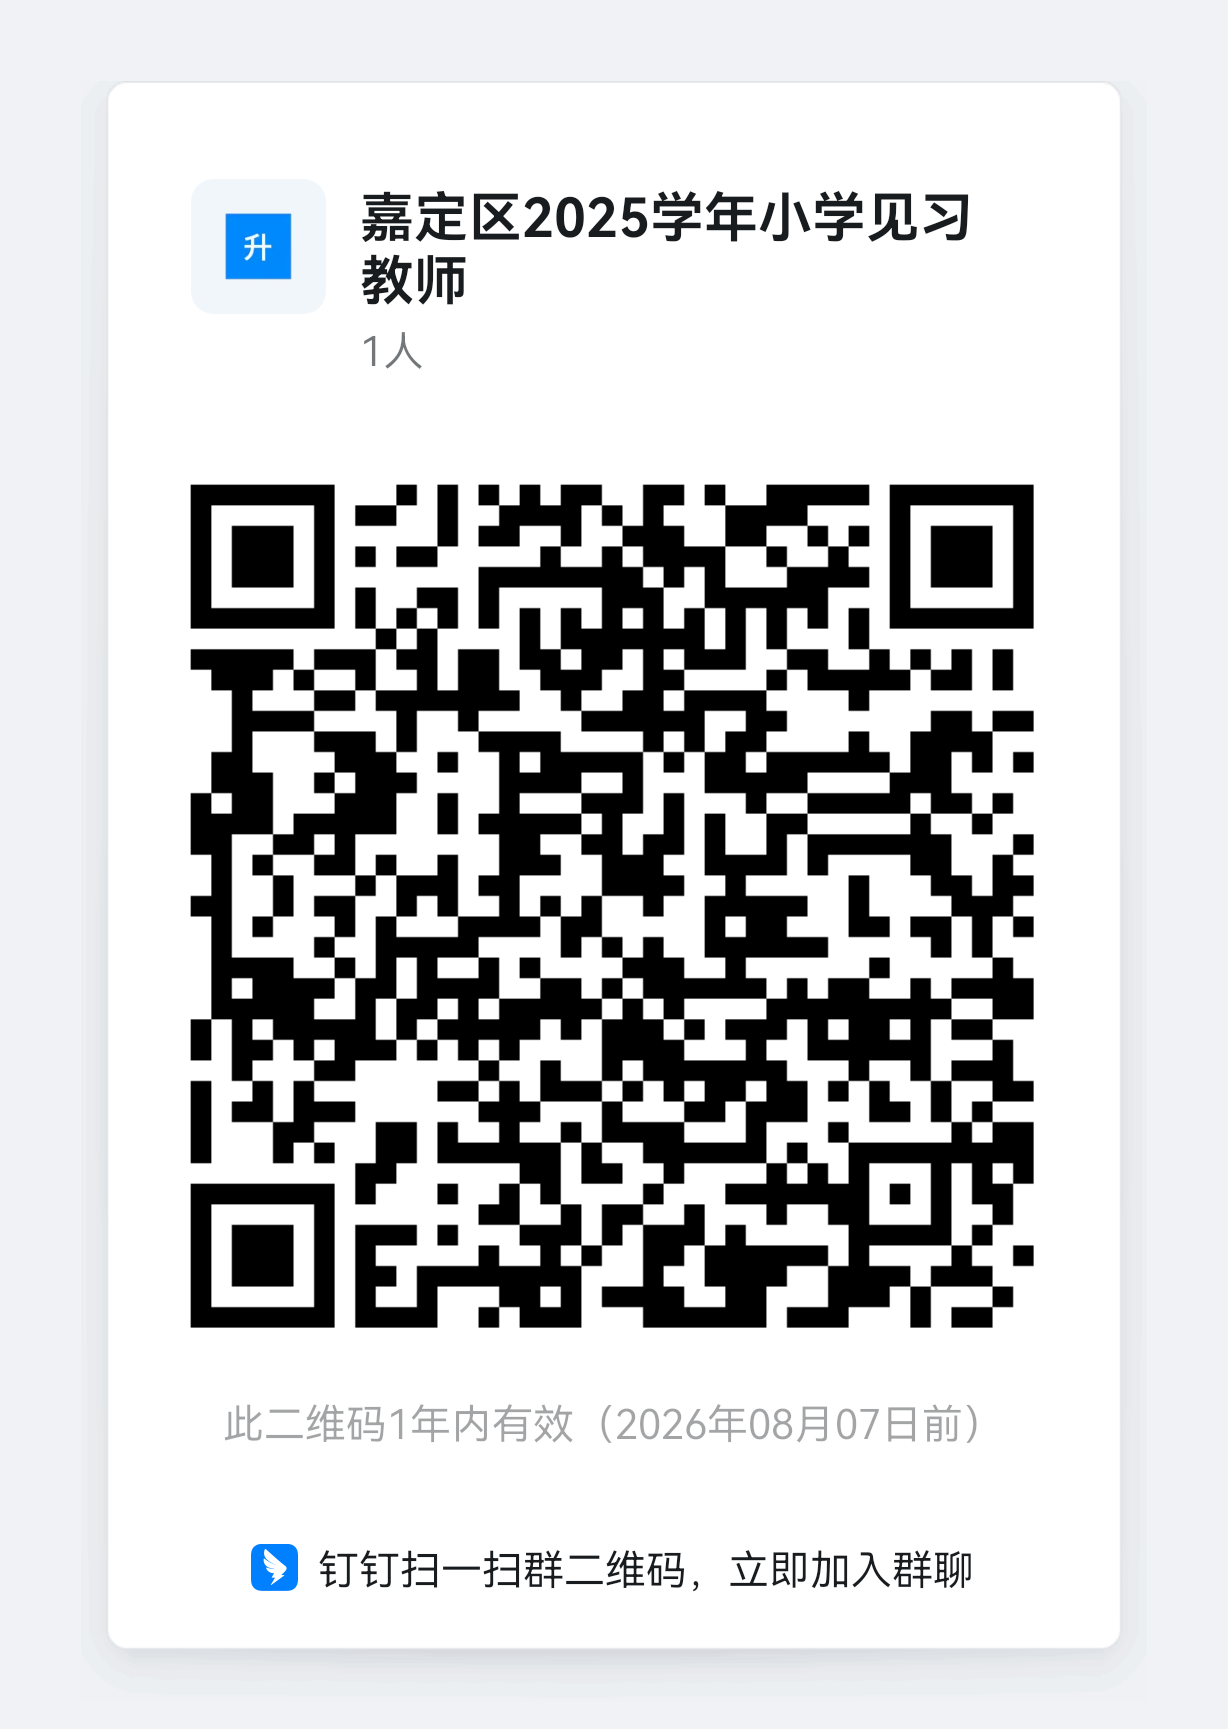 升
嘉定区2025学年小学见习
教师
1人
此二维码1年内有效（2026年08月07日前）
钉钉扫一扫群二维码，立即加入群聊